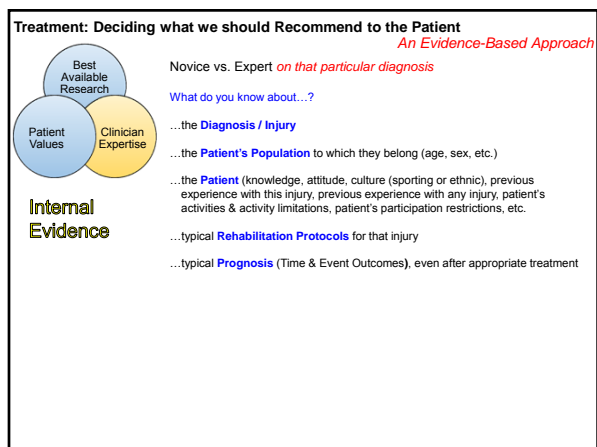 Treatment: Deciding what we should Recommend to the Patient
An Evidence-Based Approach
Best
Available
Research
Patient
Values
Clinician
Expertise
Internal
Evidence
Novice vs. Expert on that particular diagnosis
What do you know about…?
…the Diagnosis / Injury
…the Patient's Population to which they belong (age, sex, etc.)
…the Patient (knowledge, attitude, culture (sporting or ethnic), previous
experience with this injury, previous experience with any injury, patient's
activities & activity limitations, patient's participation restrictions, etc.
…typical Rehabilitation Protocols for that injury
…typical Prognosis (Time & Event Outcomes), even after appropriate treatment